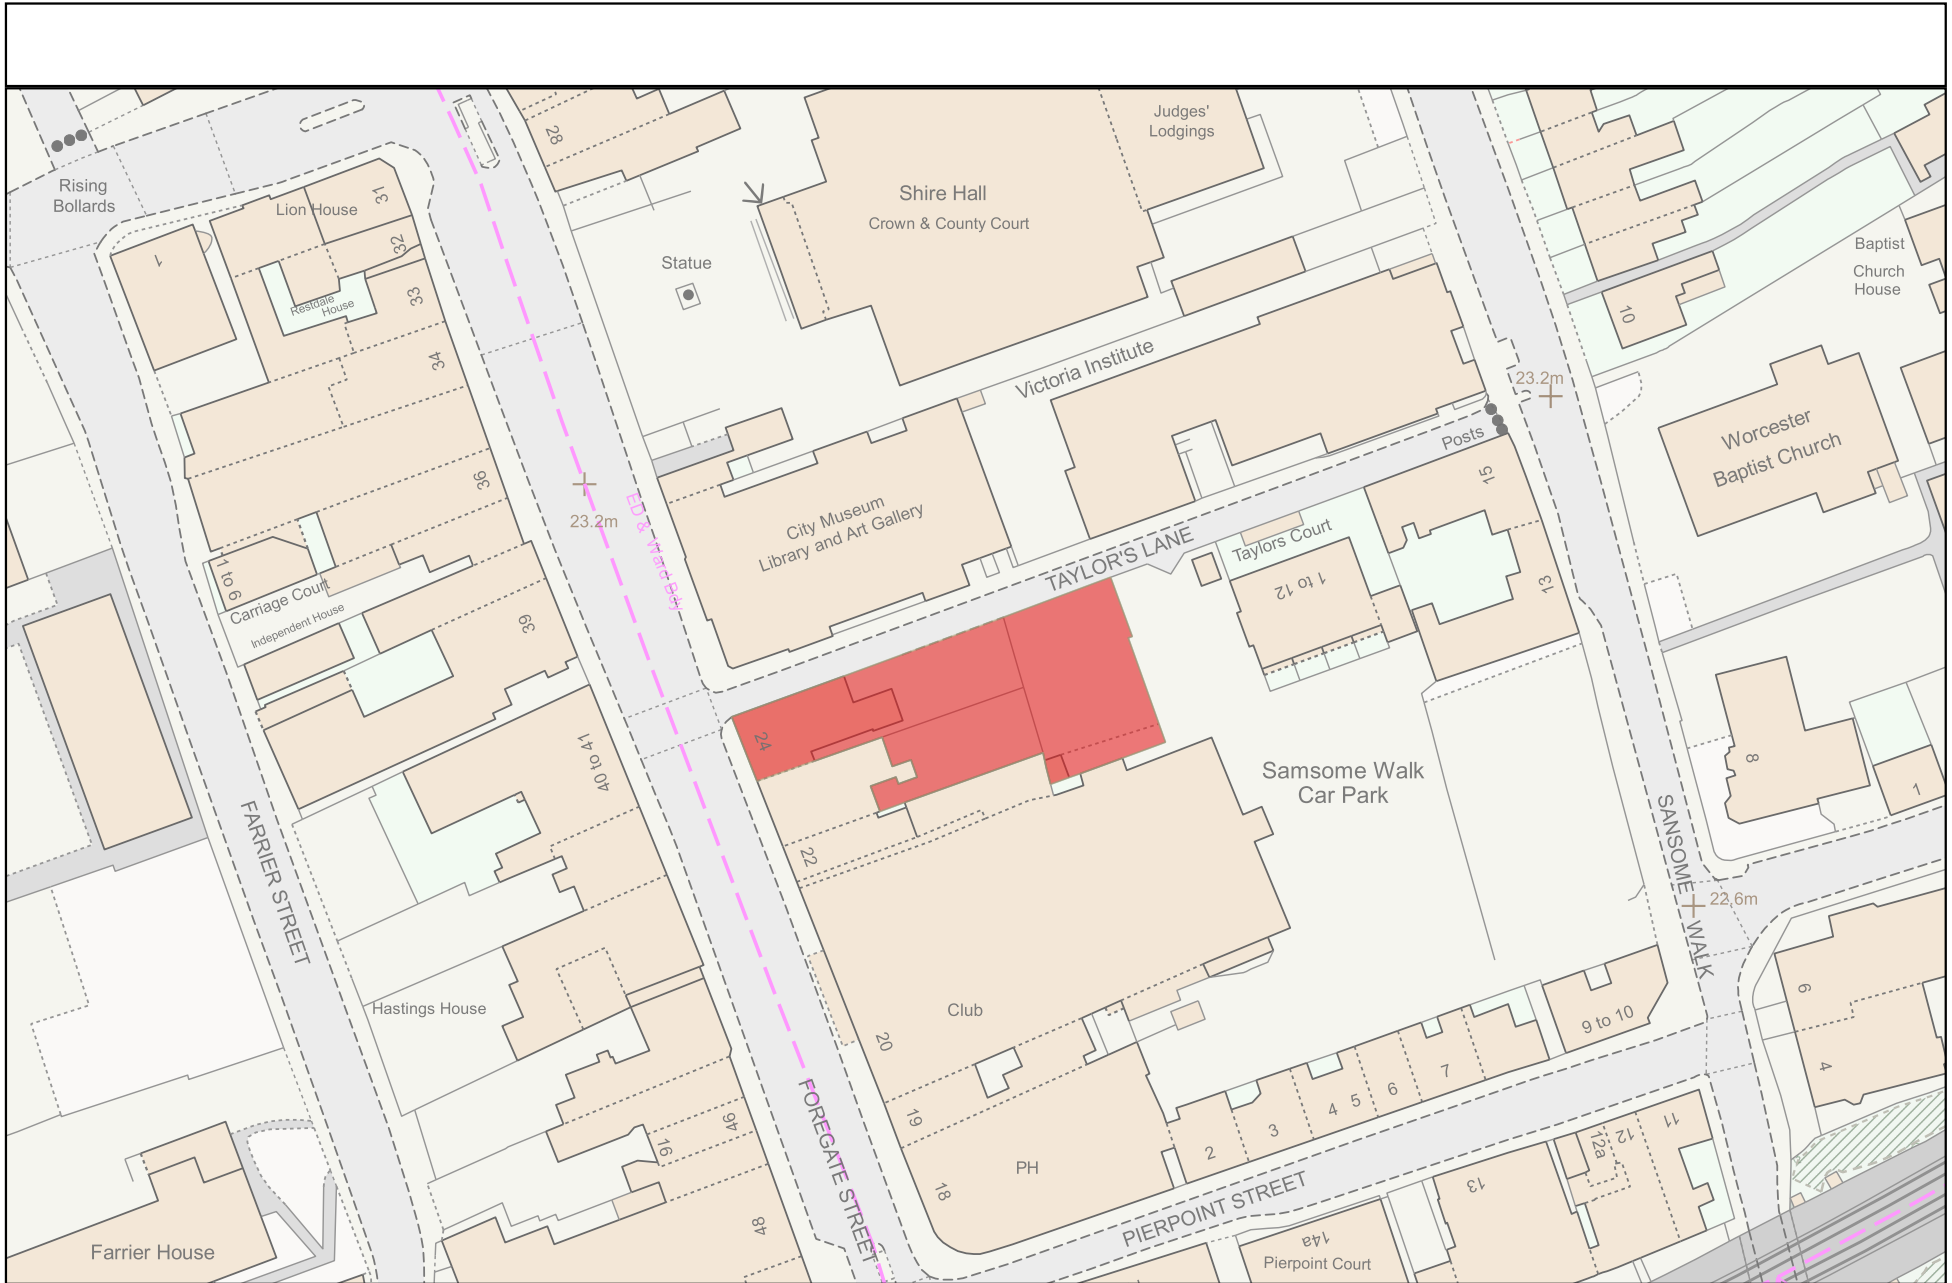 28
Judges'
Lodgings
Shire Hall
Crown & County Court
Rising
Bollards
Lion House
31
32
1
Statue
Restdale
House
33
34
Baptist
Church
House
10
Victoria Institute
23.2m
36
Posts
Worcester
Baptist Church
15
23.2m
ED & Ward Bdy
City Museum
Library and Art Gallery
TAYLOR'S LANE
Taylors Court
1 to 12
13
1 to 6
Carriage Court
Independent House
39
24
40 to 41
Samsome Walk
Car Park
8
1
FARRIER STREET
22
SANSOME WALK
22.6m
Hastings House
Club
20
9 to 10
6
4
7
6
5
4
3
2
19
46
16
FOREGATE STREET
PH
18
11
12
12a
13
PIERPOINT STREET
48
14a
Pierpoint Court
Farrier House